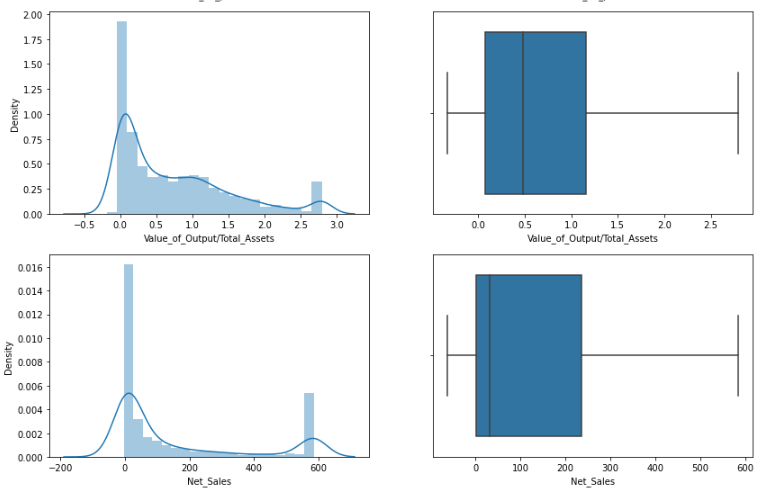 2.00
1.75
1.50
1.25
1.00
0.75
0.50
0.25
0.00
Density
−0.5 0.0 0.5 1.0 1.5 2.0 2.5 3.0
Value_of_Output/Total_Assets
0.0 0.5 1.0 1.5 2.0 2.5
Value_of_Output/Total_Assets
0.016
0.014
0.012
0.010
0.008
0.006
0.004
0.002
0.000
Density
−200 0 200 400 600
Net_Sales
0 100 200 300 400 500 600
Net_Sales